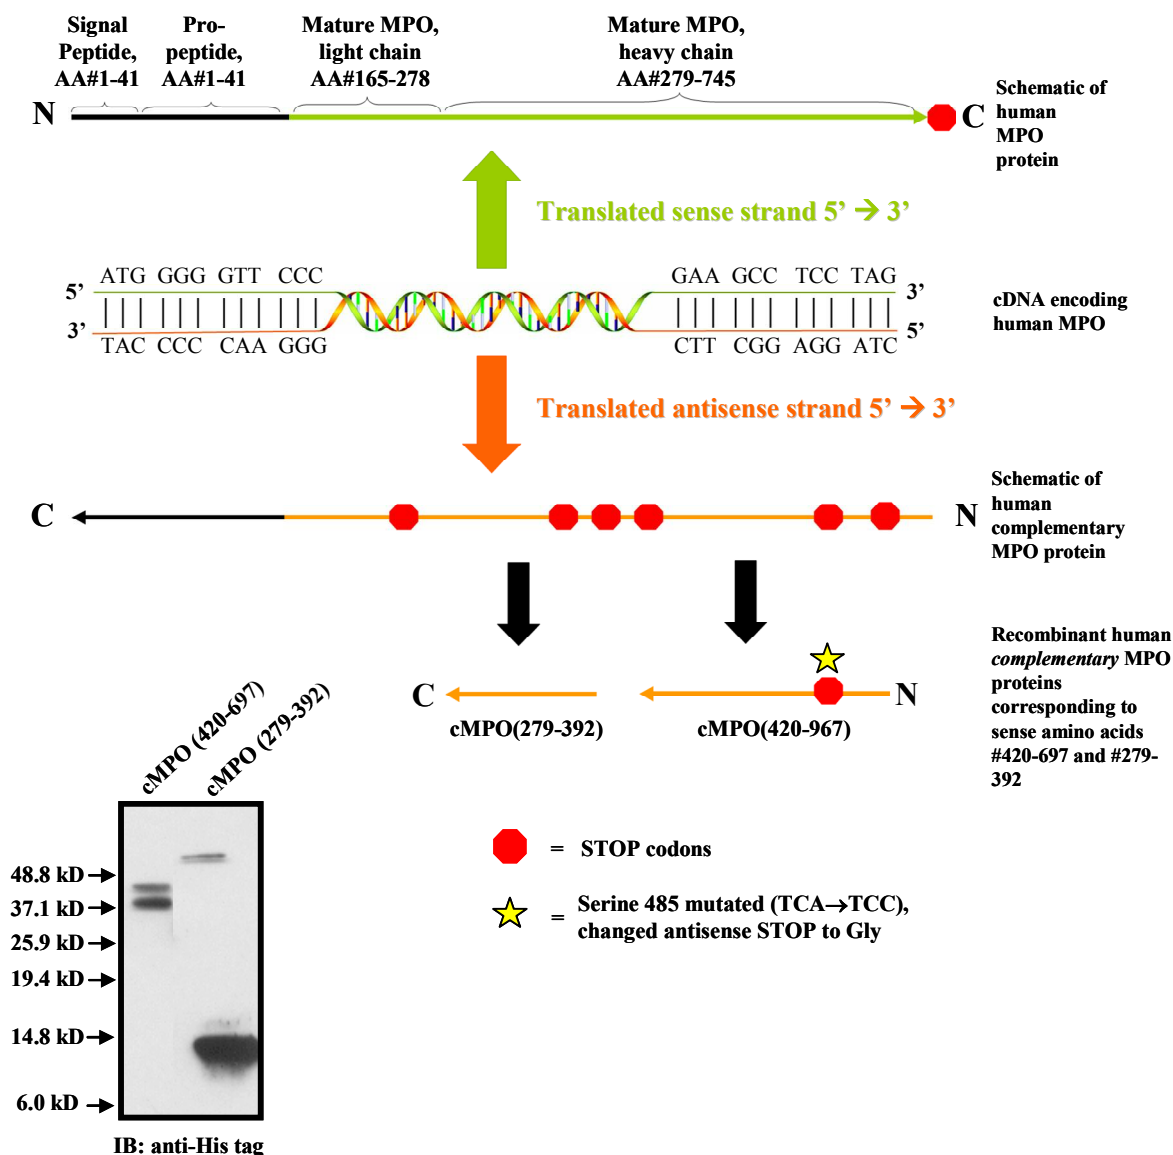 Signal
Peptide,
AA#1-41
Pro-
peptide,
AA#1-41
Mature MPO,
light chain
AA#165-278
Mature MPO,
heavy chain
AA#279-745
N
C
Schematic of
human
MPO
protein
Translated sense strand 5’ → 3’
ATG GGG GTT CCC
GAA GCC TCC TAG
5’
3’
3’
5’
TAC CCC CAA GGG
CTT CGG AGG ATC
cDNA encoding
human MPO
Translated antisense strand 5’ → 3’
C
N
Schematic of
human
complementary
MPO protein
C
N
cMPO(279-392)
cMPO(420-967)
Recombinant human
complementary MPO
proteins
corresponding to
sense amino acids
#420-697 and #279-
392
cMPO (420-697)
cMPO (279-392)
48.8 kD
37.1 kD
25.9 kD
19.4 kD
14.8 kD
6.0 kD
IB: anti-His tag
= STOP codons
= Serine 485 mutated (TCA→TCC),
changed antisense STOP to Gly